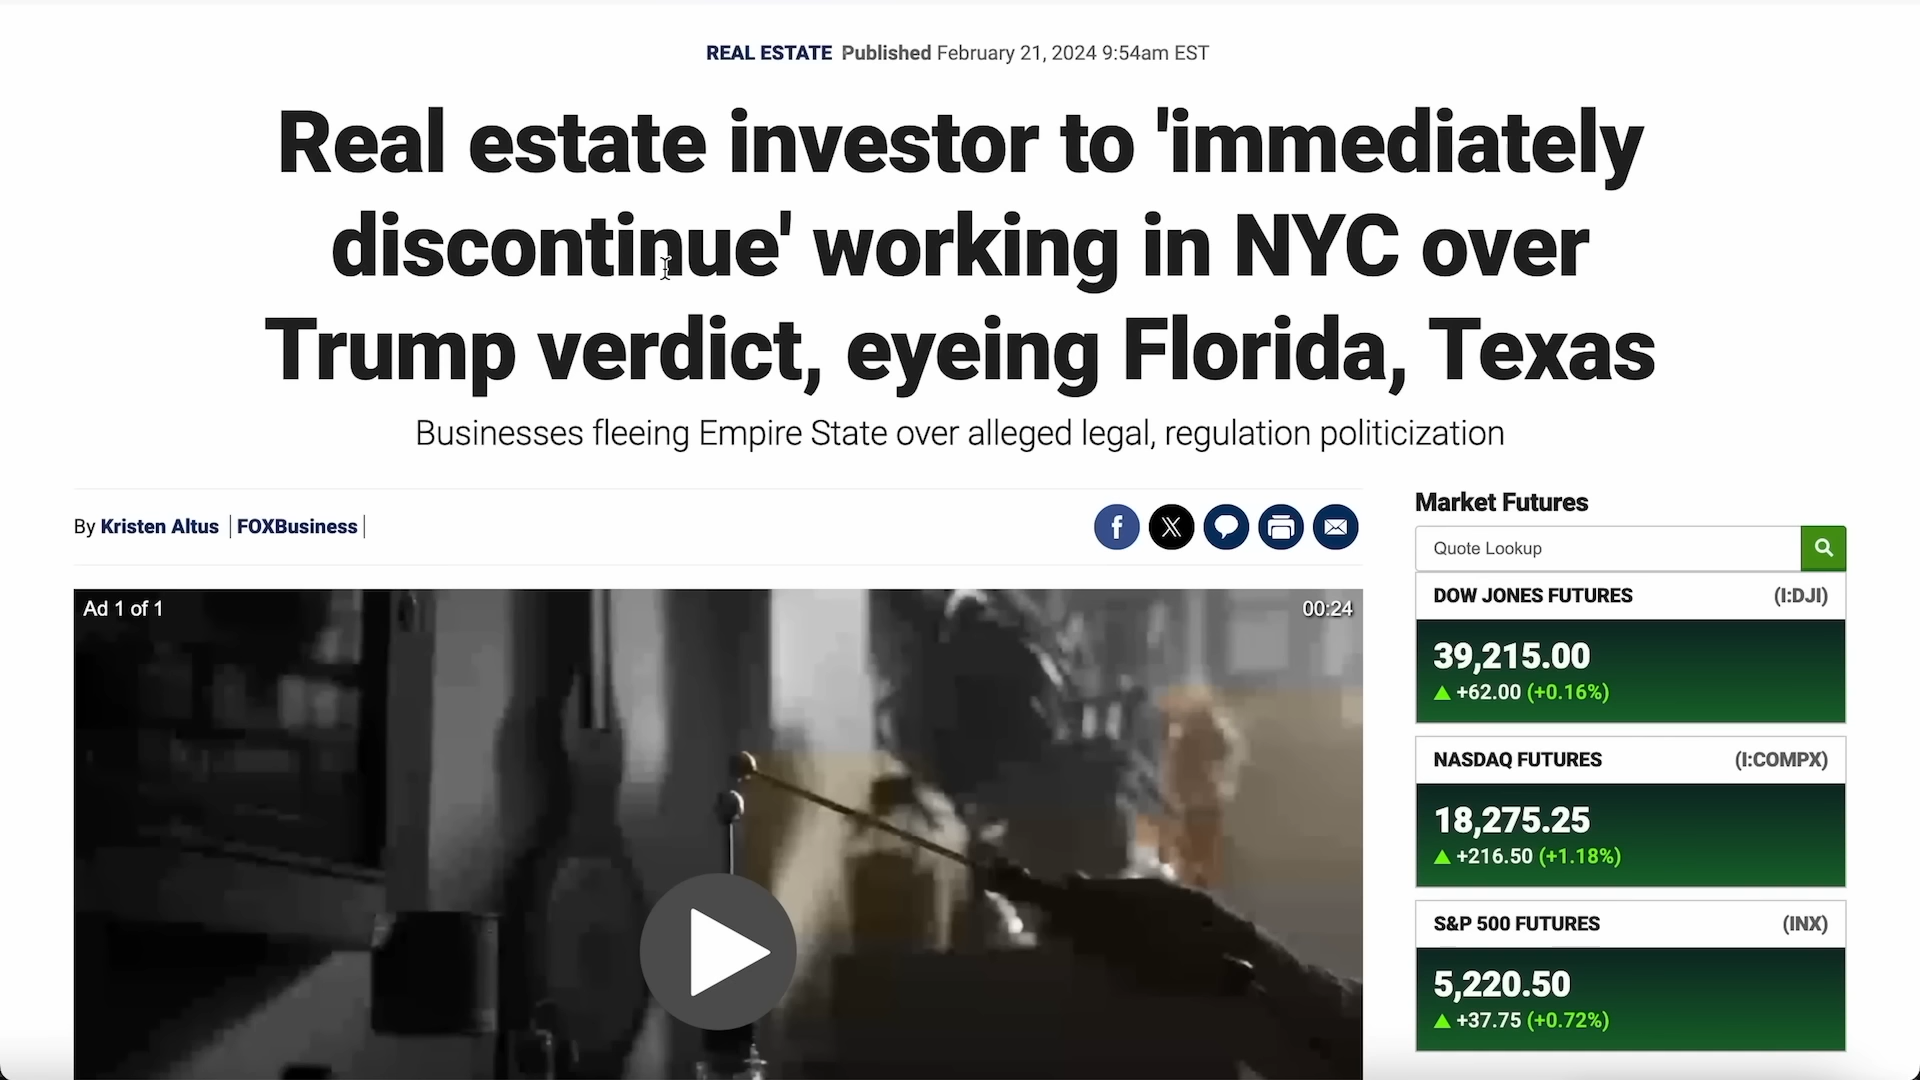 REAL ESTATE Published February 21, 2024 9:54am EST
Real estate investor to 'immediately
discontinue' working in NYC over
Trump verdict, eyeing Florida, Texas
Businesses fleeing Empire State over alleged legal, regulation politicization
By Kristen Altus FOXBusiness
Ad 1 of 1
00:24
Market Futures
Quote Lookup
DOW JONES FUTURES (I:DJI)
39,215.00
+62.00 (+0.16%)
NASDAQ FUTURES (I:COMPX)
18,275.25
+216.50 (+1.18%)
S&P 500 FUTURES (INX)
5,220.50
+37.75 (+0.72%)